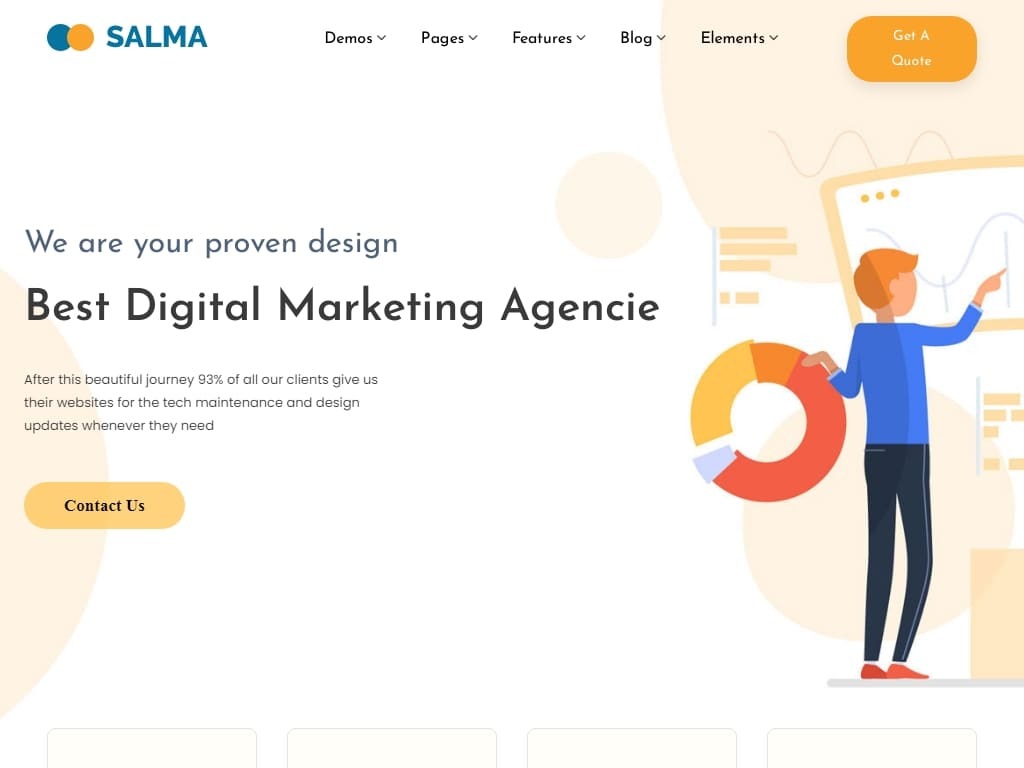 SALMA
Demos
Pages
Features
Blog
Elements
Get A
Quote
We are your proven design
Best Digital Marketing Agencie
After this beautiful journey 93% of all our clients give us
their websites for the tech maintenance and design
updates whenever they need
Contact Us